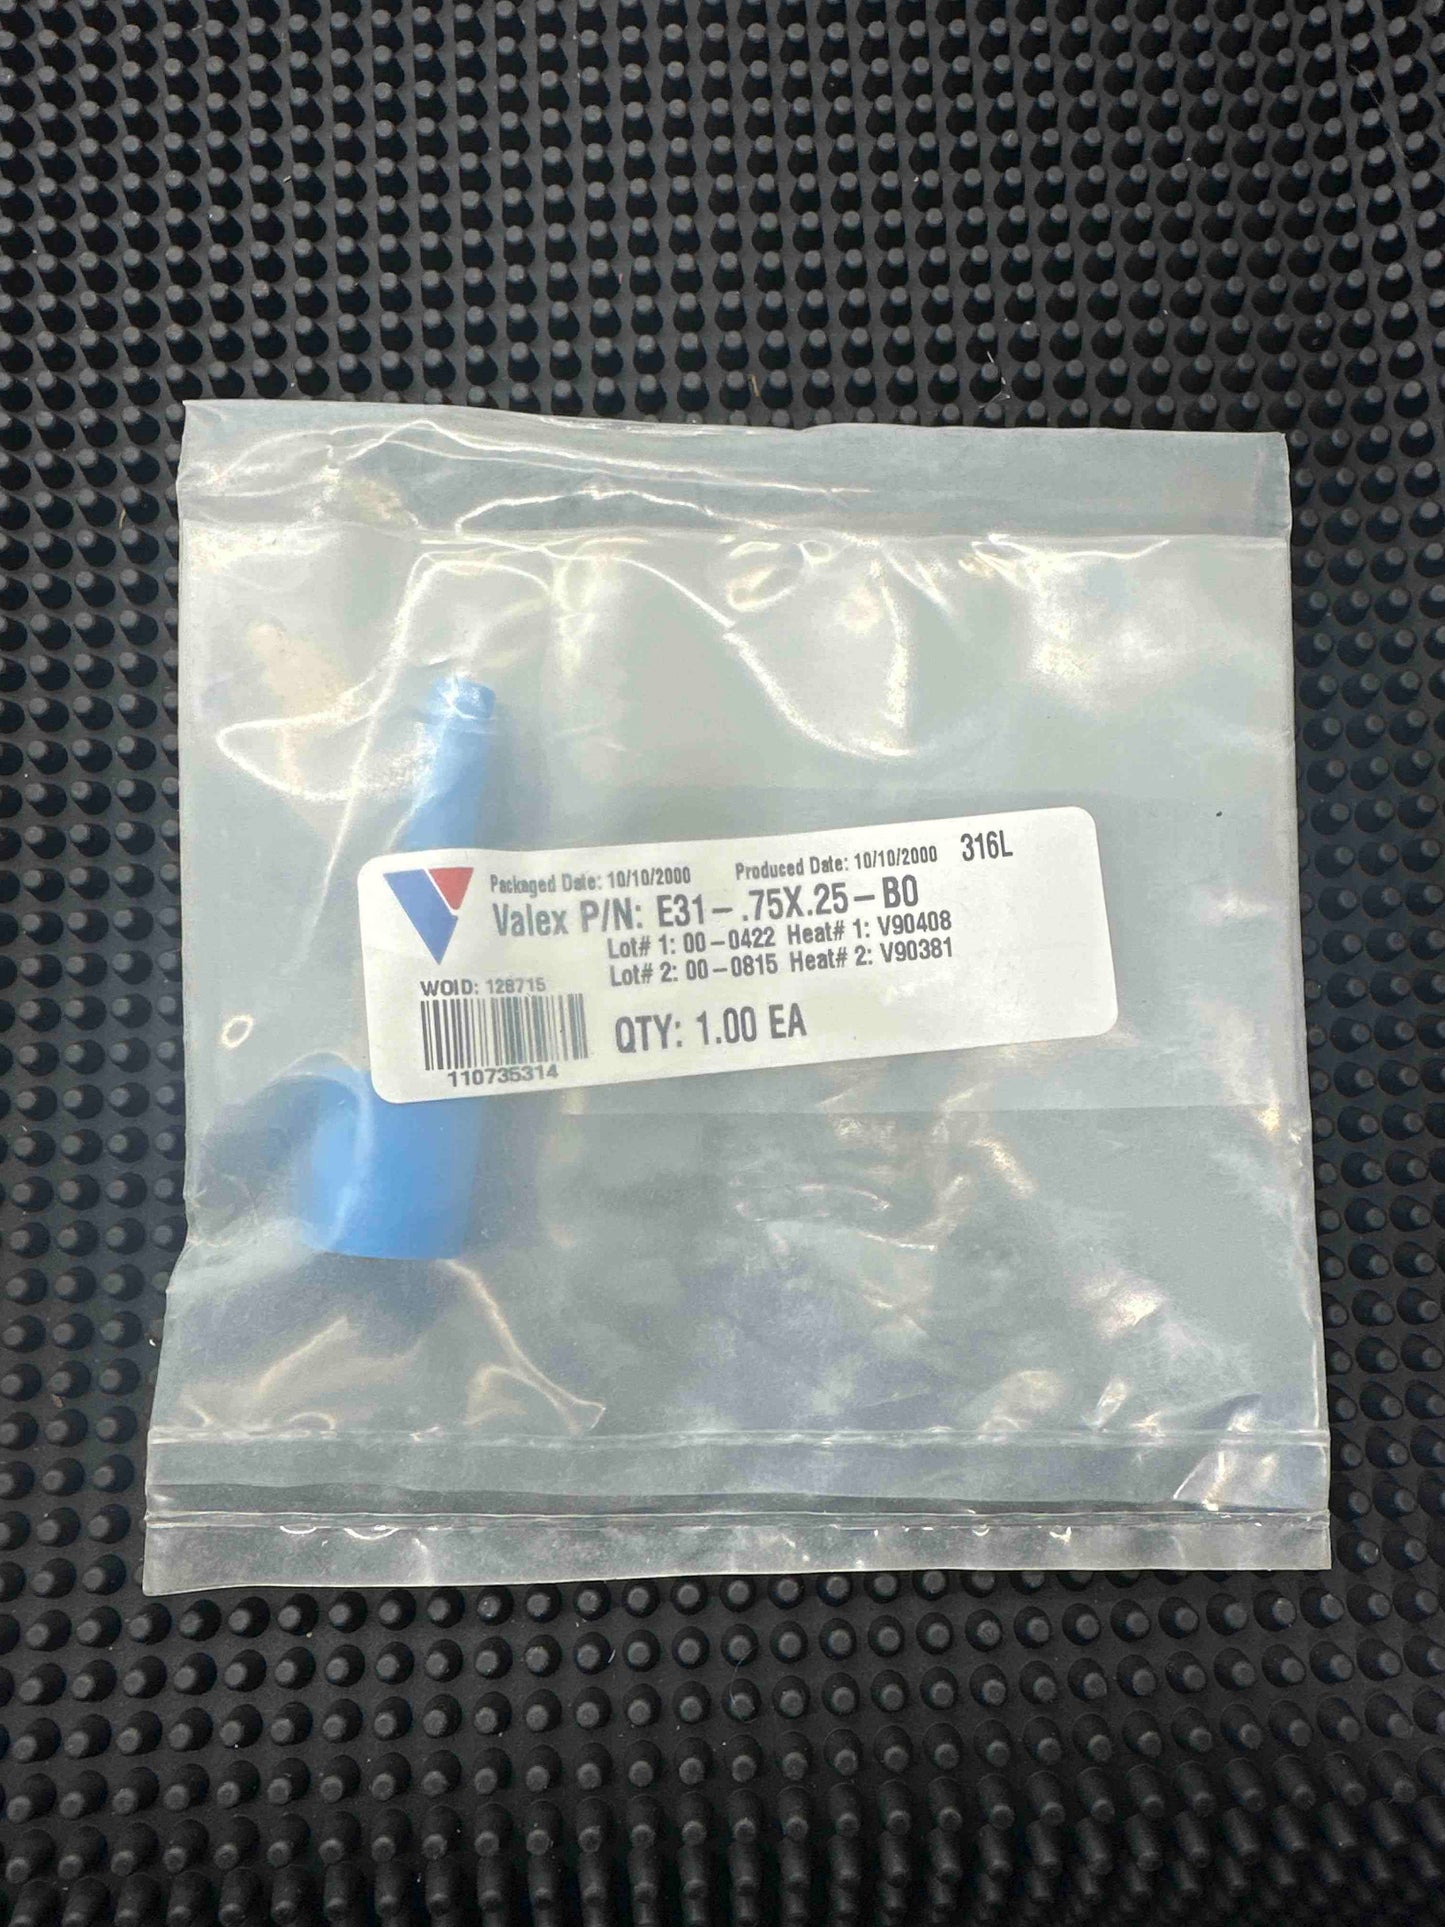 Packaged Date: 10/10/2000 Produced Date: 10/10/2000 316L
Valex P/N: E31-.75X.25-B0
Lot# 1: 00-0422 Heat# 1: V90408
Lot# 2: 00-0815 Heat# 2: V90381
WOID: 128715
QTY: 1.00 EA
110735314